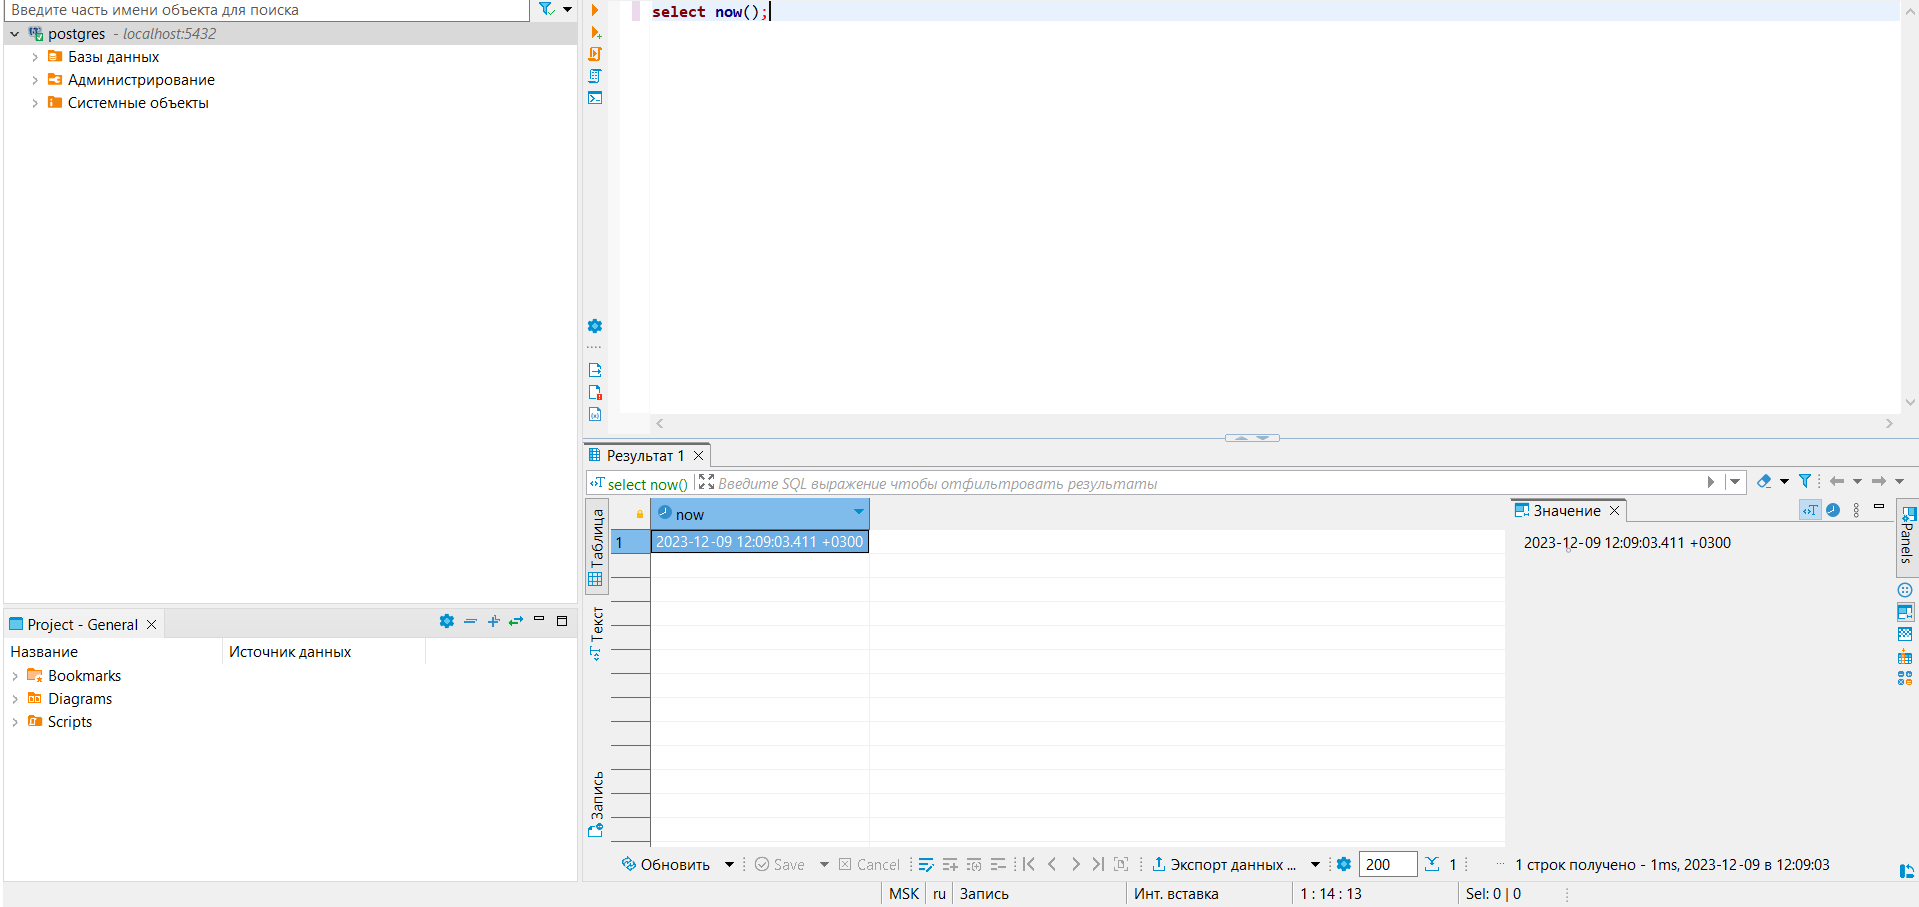 Введите часть имени объекта для поиска
postgres - localhost:5432
Базы данных
Администрирование
Системные объекты
Project - General
Название Источник данных
Bookmarks
Diagrams
Scripts
select now();
Результат 1
select now() Введите SQL выражение чтобы отфильтровать результаты
Таблица
Текст
Запись
now
1 2023-12-09 12:09:03.411 +0300
Значение
2023-12-09 12:09:03.411 +0300
Panels
Обновить Save Cancel Экспорт данных ... 200 1 ... 1 строк получено - 1ms, 2023-12-09 в 12:09:03
MSK ru Запись Инт. вставка 1 : 14 : 13 Sel: 0 | 0